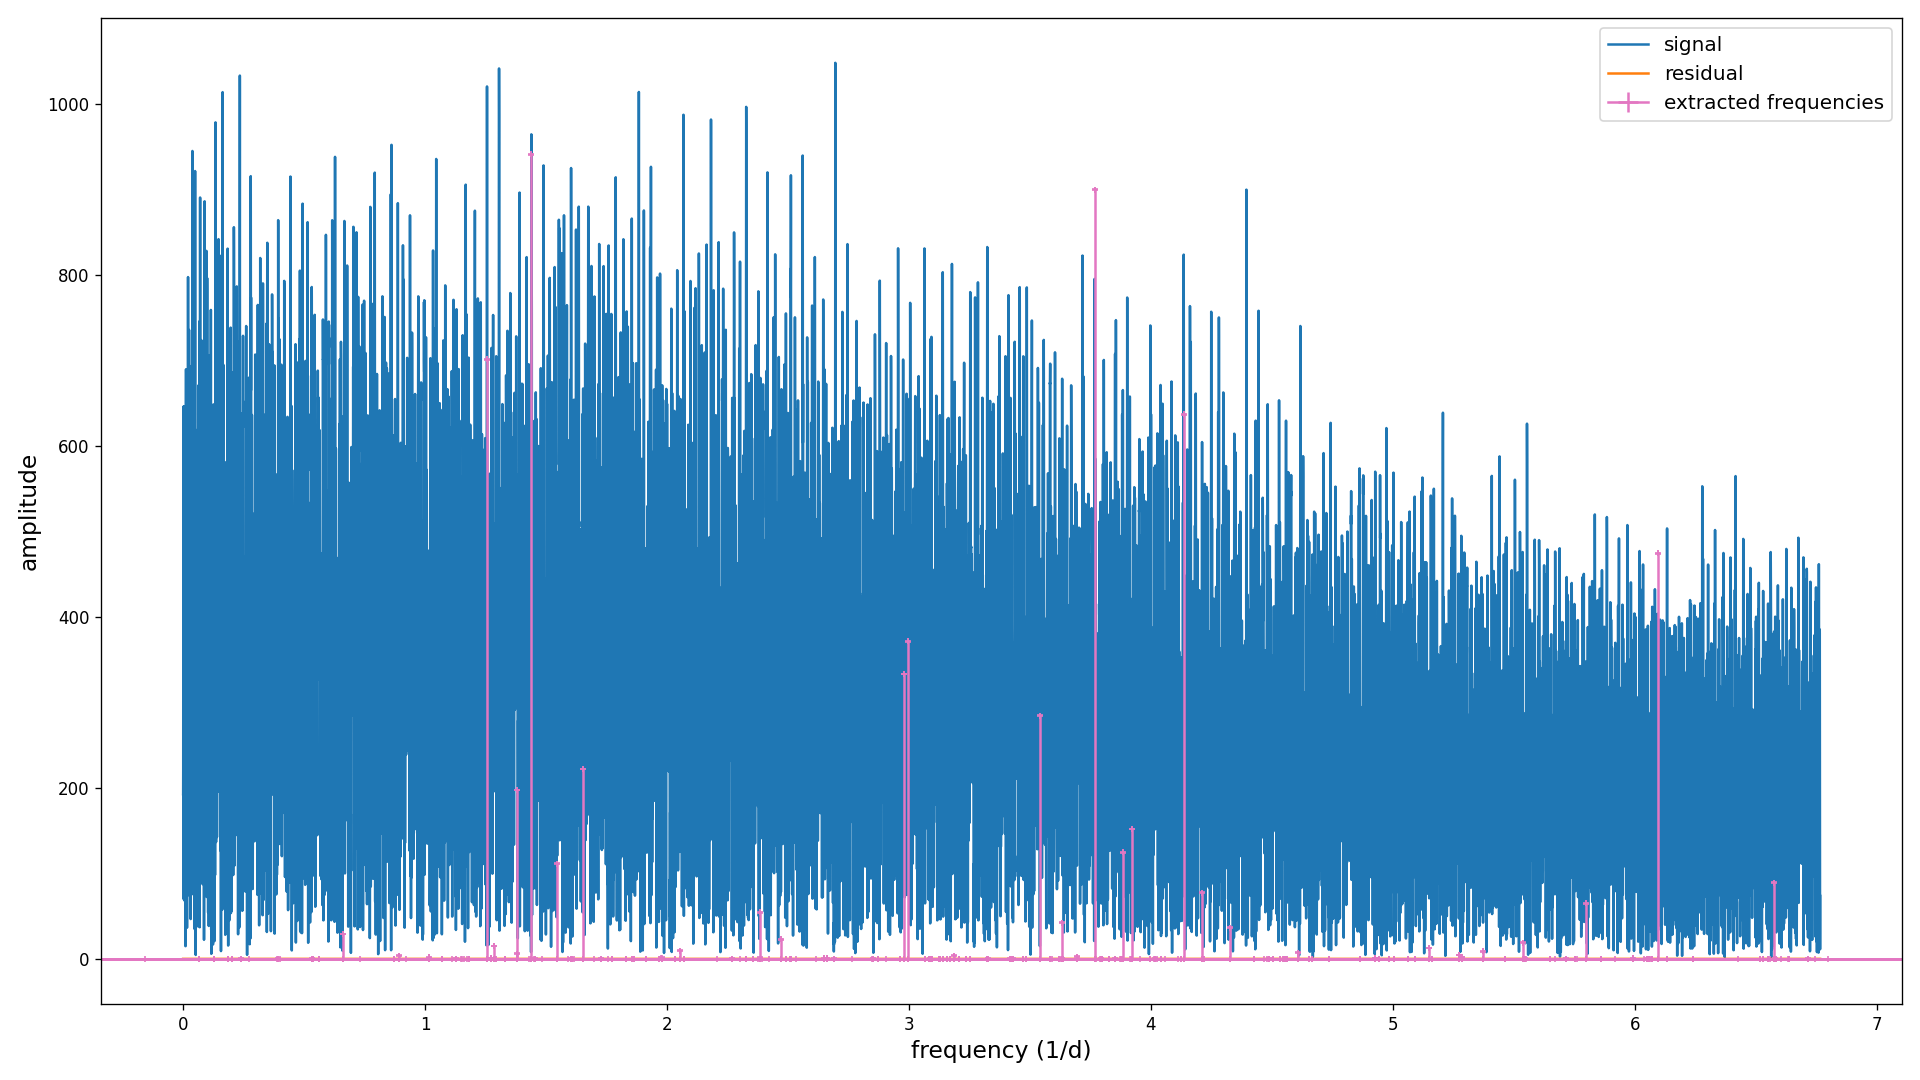 signal
residual
extracted frequencies
1000
800
600
400
200
0
amplitude
0 1 2 3 4 5 6 7
frequency (1/d)